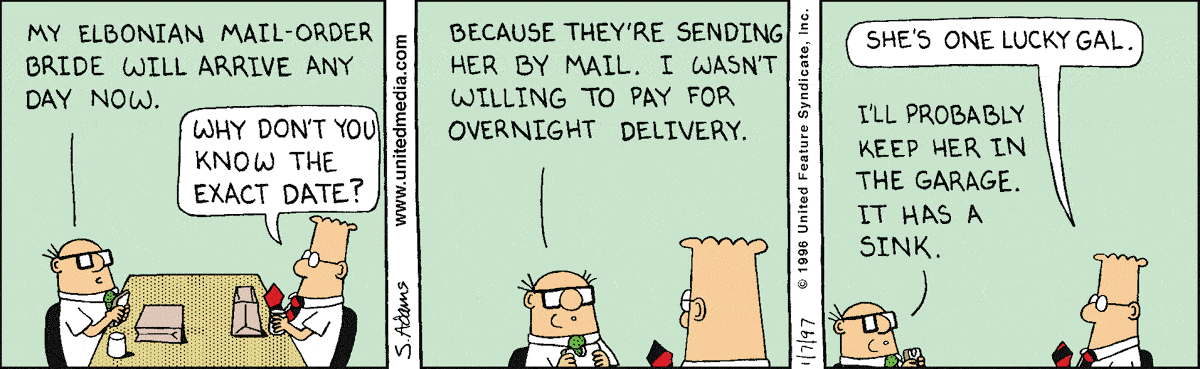 MY ELBONIAN MAIL-ORDER
BRIDE WILL ARRIVE ANY
DAY NOW.
WHY DON'T YOU
KNOW THE
EXACT DATE?
www.unitedmedia.com
S. Adams
BECAUSE THEY'RE SENDING
HER BY MAIL. I WASN'T
WILLING TO PAY FOR
OVERNIGHT DELIVERY.
© 1996 United Feature Syndicate, Inc.
1/7/97
SHE'S ONE LUCKY GAL.
I'LL PROBABLY
KEEP HER IN
THE GARAGE.
IT HAS A
SINK.